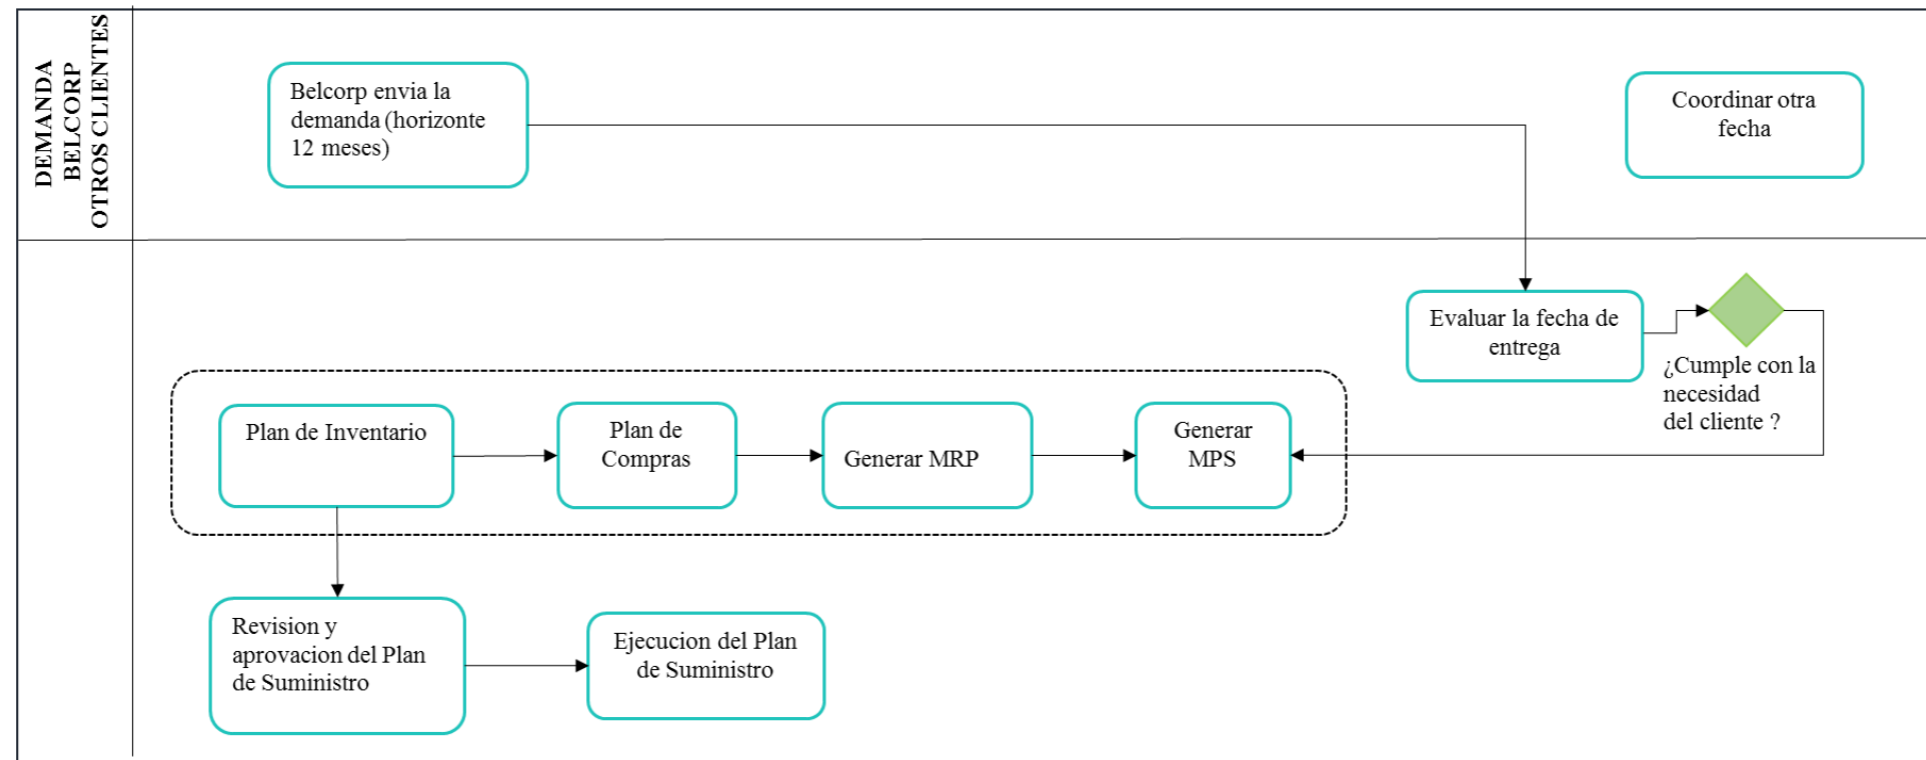 DEMANDA
BELCORP
OTROS CLIENTES
Belcorp envia la
demanda (horizonte
12 meses)
Coordinar otra
fecha
Evaluar la fecha de
entrega
¿Cumple con la
necesidad
del cliente ?
Plan de Inventario
Plan de
Compras
Generar MRP
Generar
MPS
Revision y
aprovacion del Plan
de Suministro
Ejecucion del Plan
de Suministro